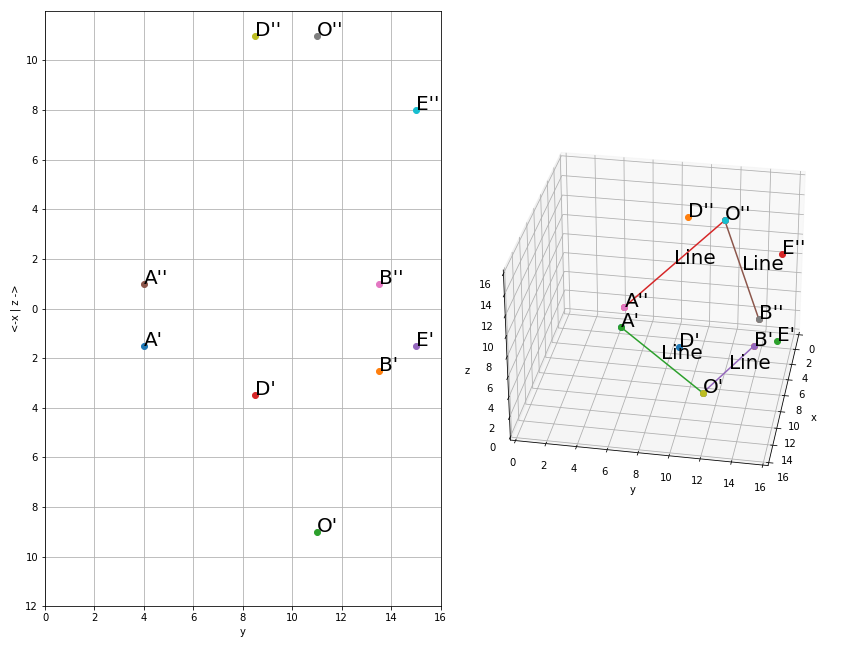 D'' O''
E''
A'' B''
A' E'
B'
D'
O'
10
8
6
4
2
0
2
4
6
8
10
12
0 2 4 6 8 10 12 14 16
y
<-x | z ->
D'' O''
E''
Line Line
A'' B''
A' D' B' E'
Line Line
O'
16
14
12
10
8
6
4
2
0
z
0 2 4 6 8 10 12 14 16
y
0
2
4
6
8
10
12
14
16
x